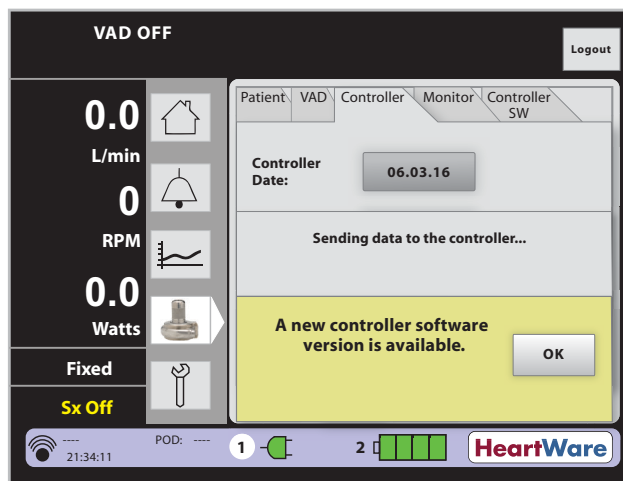 VAD OFF
Logout
0.0
L/min
0
RPM
0.0
Watts
Fixed
Sx Off
Patient VAD Controller Monitor Controller SW
Controller
Date:
06.03.16
Sending data to the controller...
A new controller software
version is available.
OK
----
21:34:11
POD: ----
1
2
HeartWare